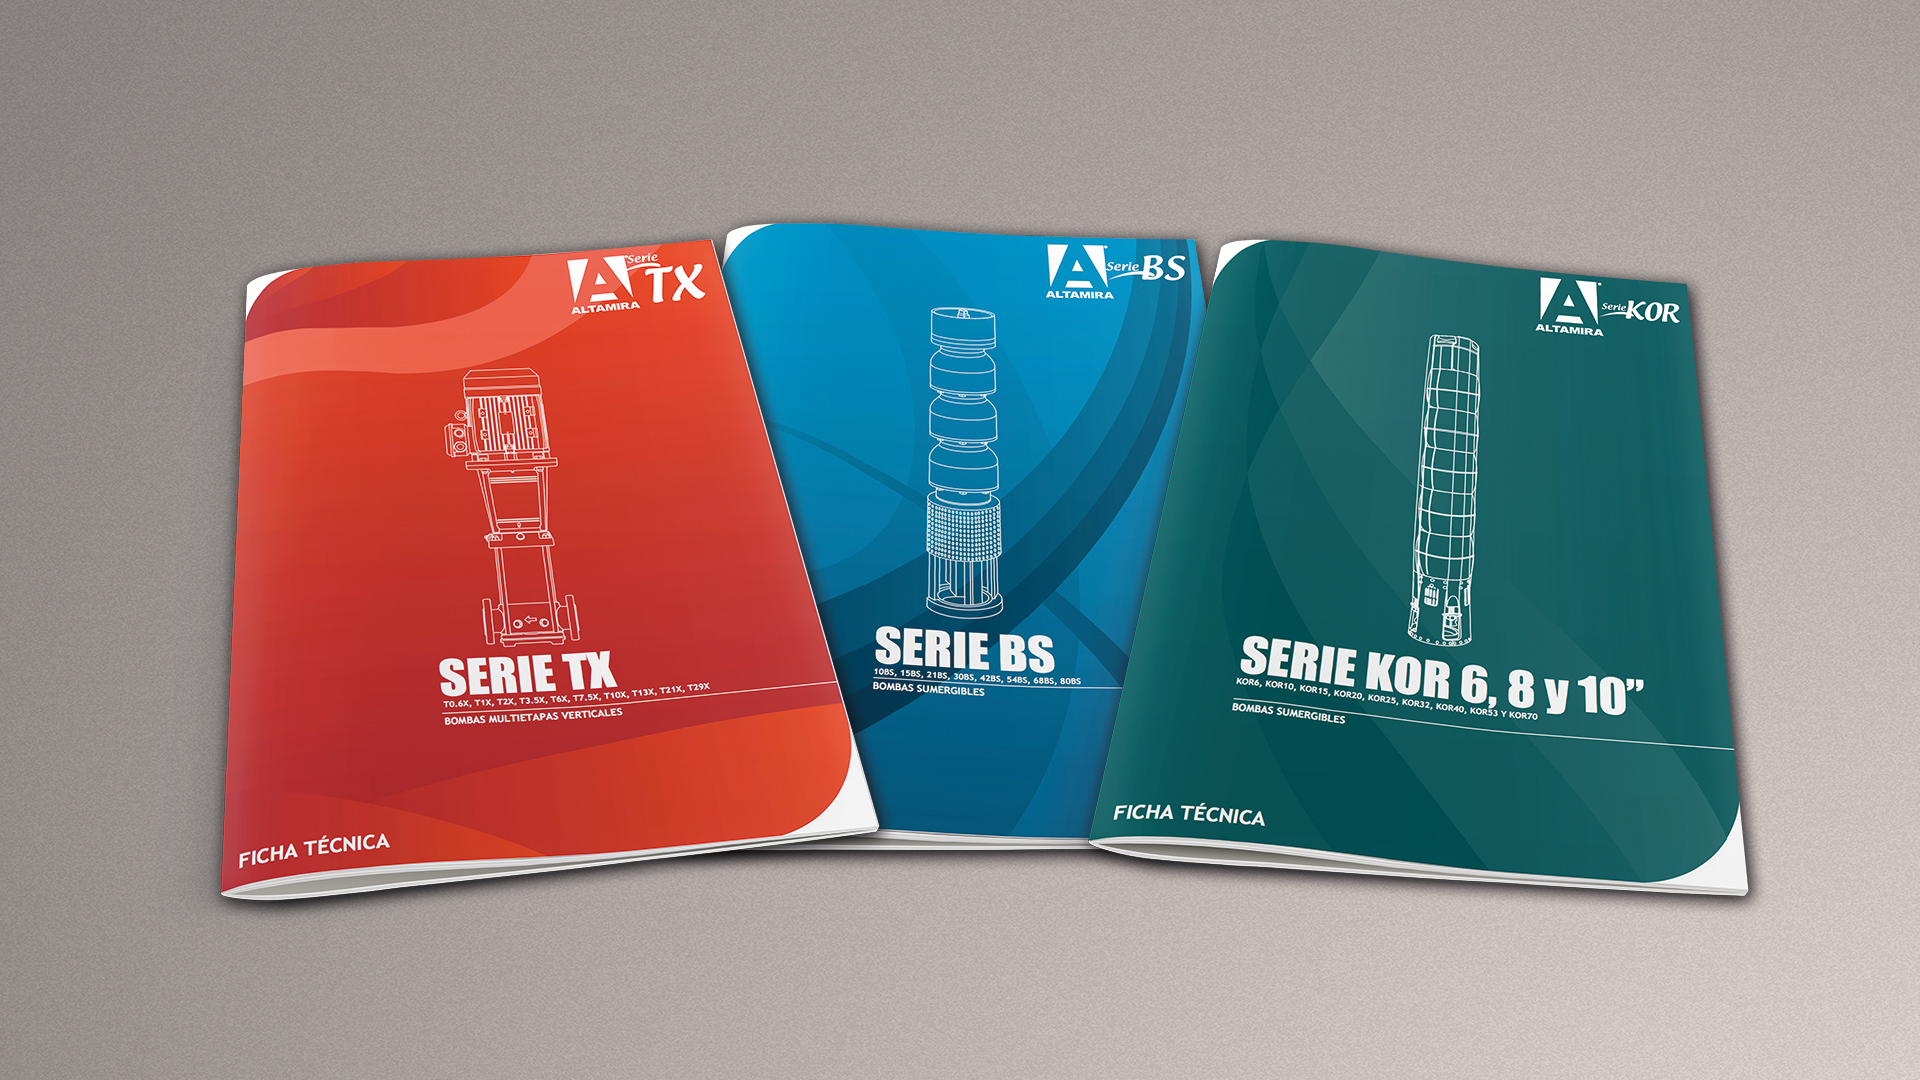 ALTAMIRA
Serie
TX
SERIE TX
T0.6X, T1X, T2X, T3.5X, T6X, T7.5X, T10X, T13X, T21X, T29X
BOMBAS MULTIETAPAS VERTICALES
FICHA TÉCNICA
ALTAMIRA
Serie BS
SERIE BS
10BS, 15BS, 21BS, 30BS, 42BS, 54BS, 68BS, 80BS
BOMBAS SUMERGIBLES
ALTAMIRA
Serie KOR
SERIE KOR 6, 8 y 10”
KOR6, KOR10, KOR15, KOR20, KOR25, KOR32, KOR40, KOR53 Y KOR70
BOMBAS SUMERGIBLES
FICHA TÉCNICA